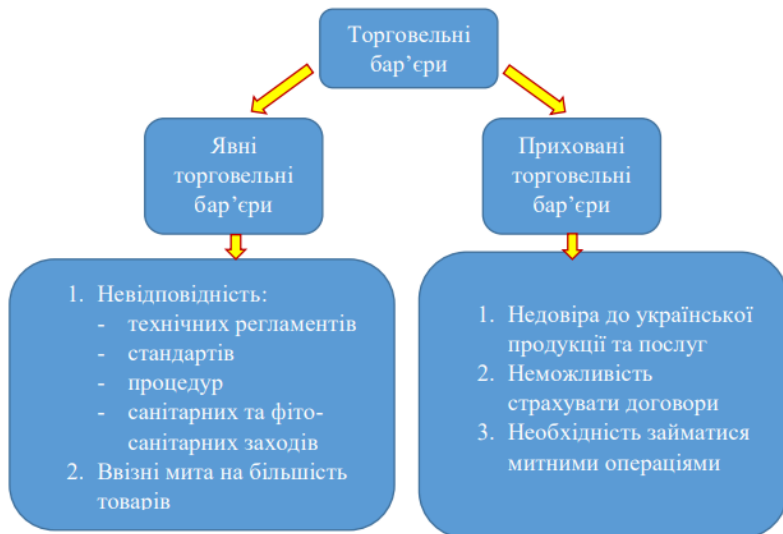 Торговельні
бар’єри
Явні
торговельні
бар’єри
Приховані
торговельні
бар’єри
1. Невідповідність:
- технічних регламентів
- стандартів
- процедур
- санітарних та фіто-
санітарних заходів
2. Ввізні мита на більшість
товарів
1. Недовіра до української
продукції та послуг
2. Неможливість
страхувати договори
3. Необхідність займатися
митними операціями